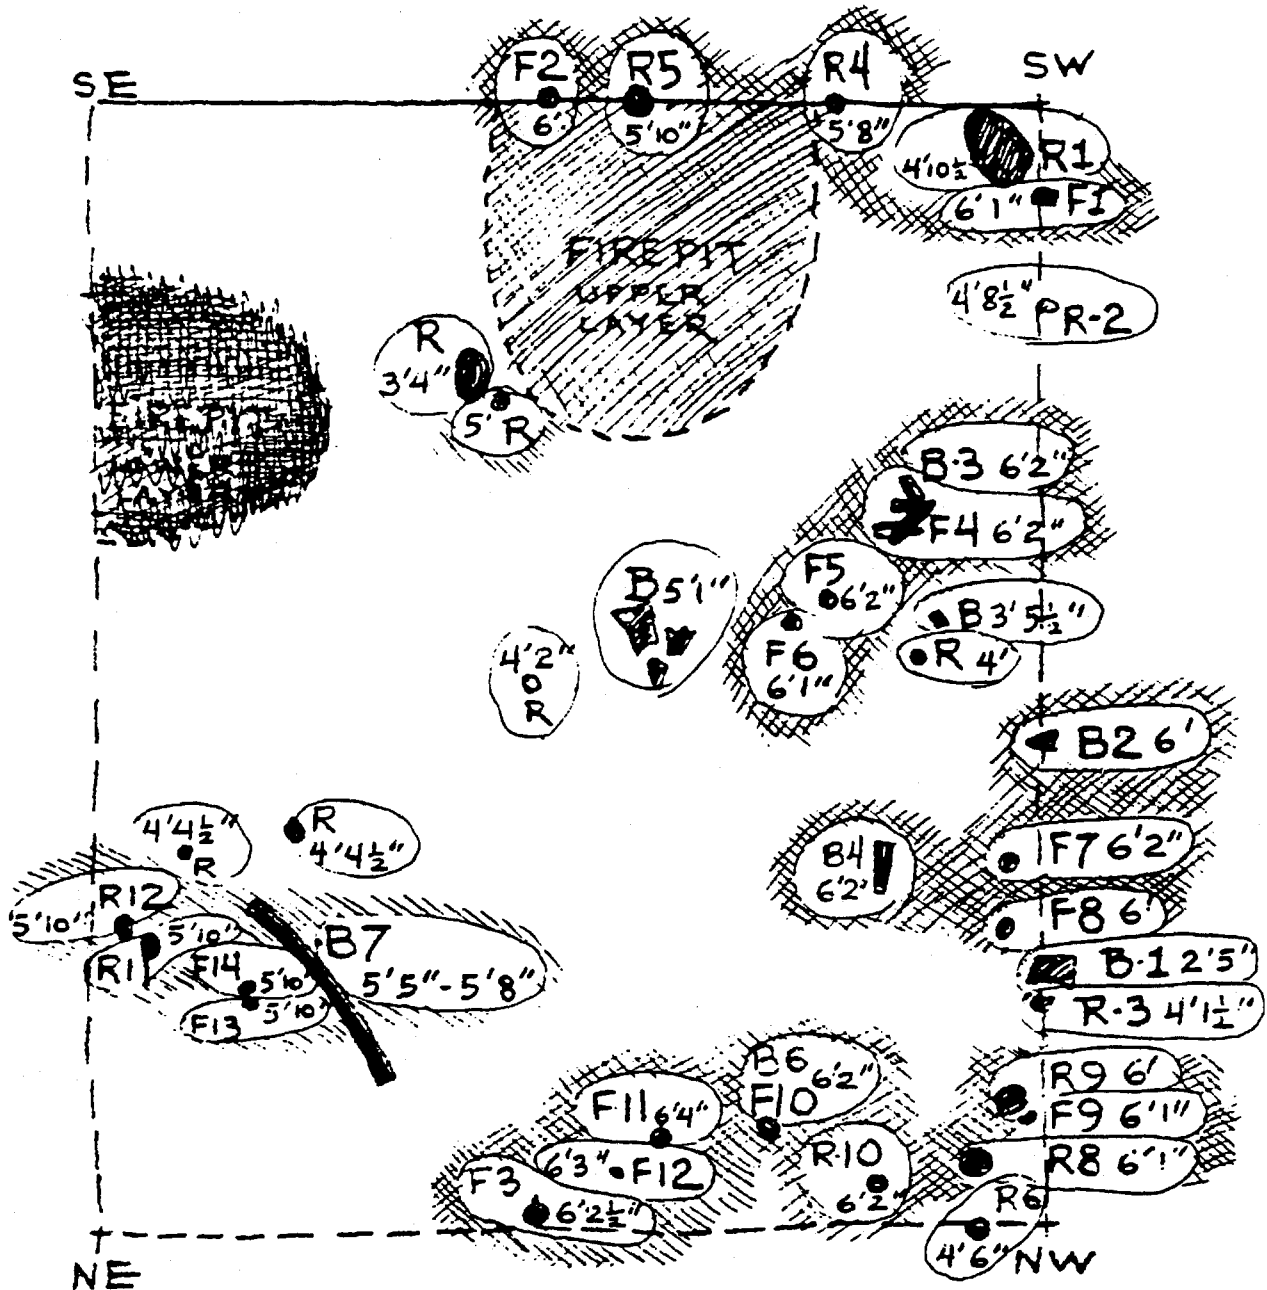 SE
SW
F2
6'
R5
5'10"
R4
5'8"
4'10½ R1
6'1" F1
FIRE PIT
UPPER
LAYER
4'8½" R-2
R
3'4"
5' R
FIRE PIT
LAYER
B-3 6'2"
F4 6'2"
F5
6'2"
B 5'1"
B 3'5½"
F6
6'1"
R 4'
4'2"
R
B2 6'
4'4½"
R
R
4'4½"
B4
6'2"
F7 6'2"
R12
5'10"
F8 6'
5'10"
R11
B7
5'5"-5'8"
F14
5'10"
F13 5'10"
B-1 2'5"
R-3 4'1½"
B6
6'2"
F10
R9 6'
F11 6'4"
F9 6'1"
6'3" F12
R-10
6'2"
R8 6'1"
F3
6'2½"
R6
4'6"
NE
NW